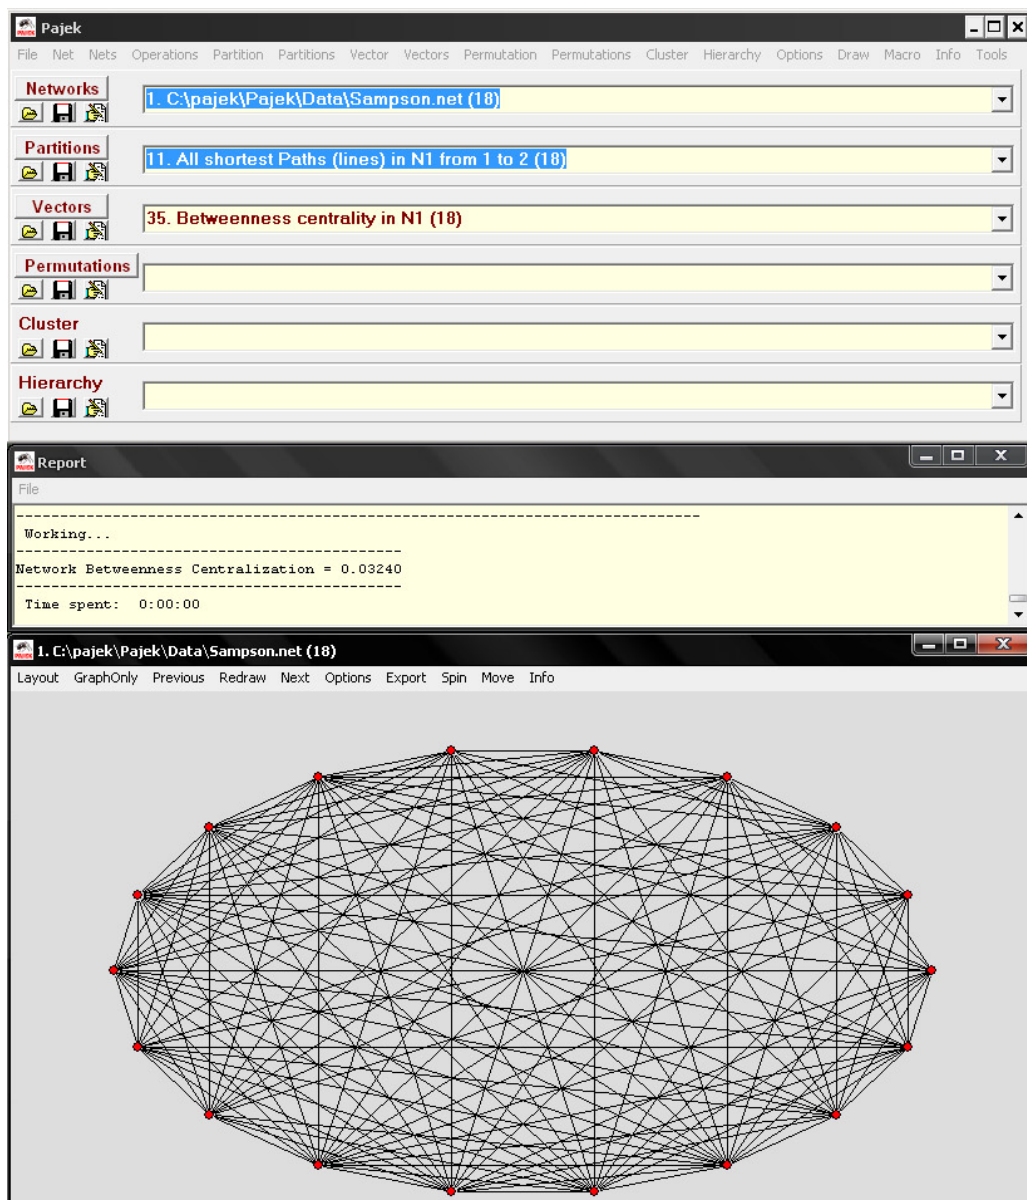 Pajek
File Net Nets Operations Partition Partitions Vector Vectors Permutation Permutations Cluster Hierarchy Options Draw Macro Info Tools
Networks
1. C:\pajek\Pajek\Data\Sampson.net (18)
Partitions
11. All shortest Paths (lines) in N1 from 1 to 2 (18)
Vectors
35. Betweenness centrality in N1 (18)
Permutations
Cluster
Hierarchy
Report
File
-----------------------------------------------------------------------------------------
Working...
--------------------------------------------------
Network Betweenness Centralization = 0.03240
--------------------------------------------------
Time spent:  0:00:00
1. C:\pajek\Pajek\Data\Sampson.net (18)
Layout GraphOnly Previous Redraw Next Options Export Spin Move Info